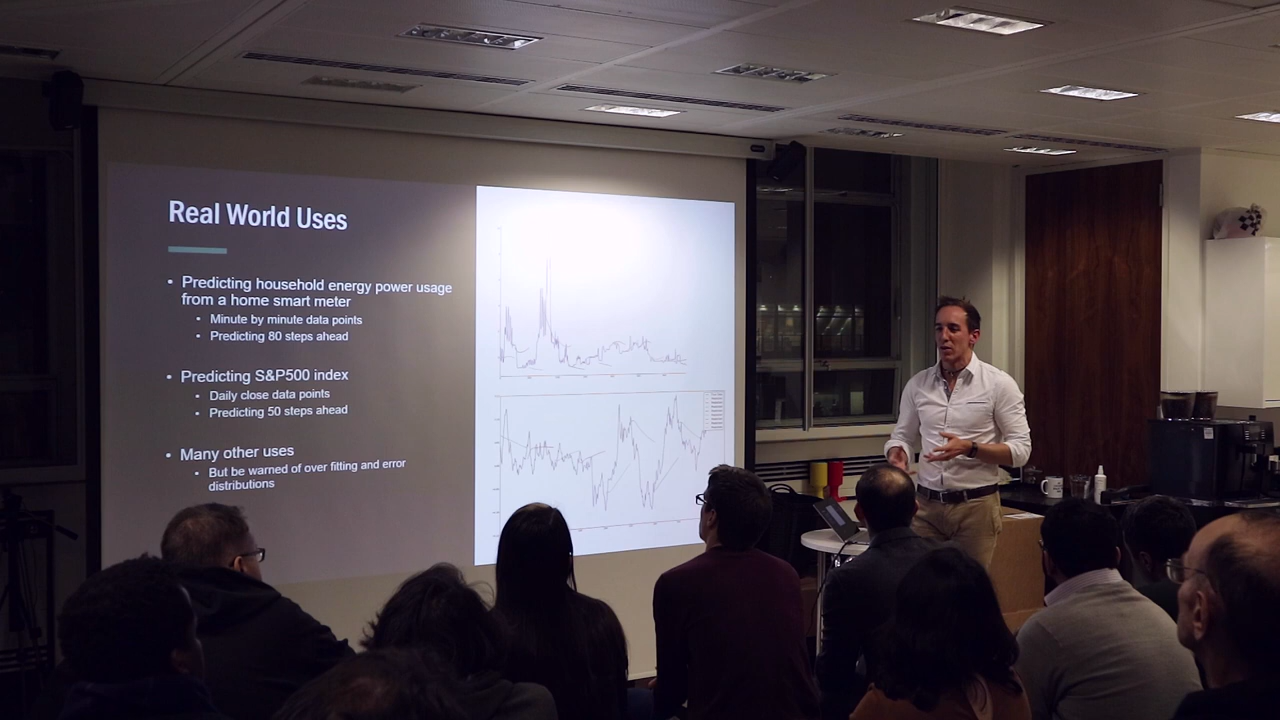 Real World Uses
Predicting household energy power usage
from a home smart meter
Minute by minute data points
Predicting 80 steps ahead
Predicting S&P500 index
Daily close data points
Predicting 50 steps ahead
Many other uses
But be warned of over fitting and error
distributions